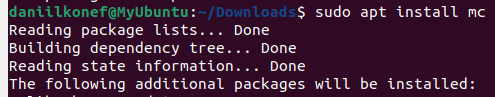 daniilkonef@MyUbuntu:~/Downloads$ sudo apt install mc
Reading package lists... Done
Building dependency tree... Done
Reading state information... Done
The following additional packages will be installed: